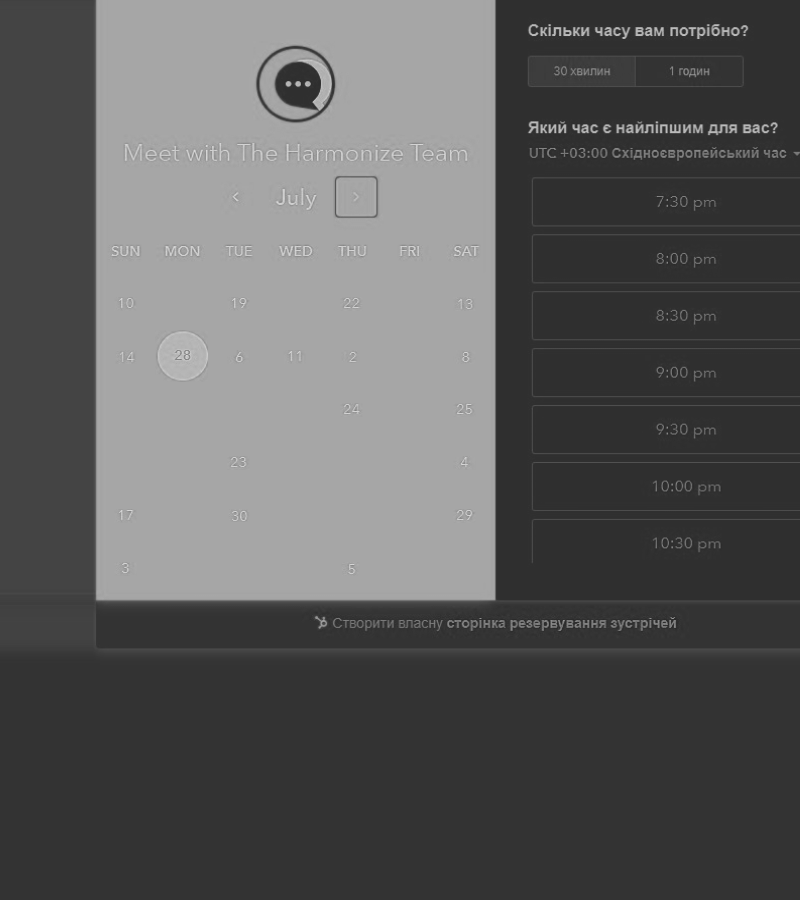 Meet with The Harmonize Team
July
SUN MON TUE WED THU FRI SAT
10 19 22 13
14 28 6 11 2 8
24 25
23 4
17 30 29
3 5
Скільки часу вам потрібно?
30 хвилин 1 годин
Який час є найліпшим для вас?
UTC +03:00 Східноєвропейський час
7:30 pm
8:00 pm
8:30 pm
9:00 pm
9:30 pm
10:00 pm
10:30 pm
Створити власну сторінка резервування зустрічей